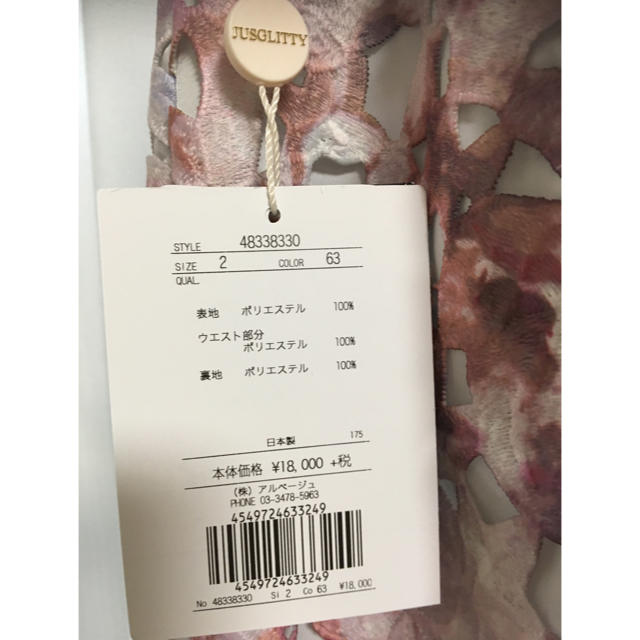 JUSGLITTY
STYLE 48338330
SIZE 2 COLOR 63
QUAL.
表地 ポリエステル 100%
ウエスト部分
ポリエステル 100%
裏地 ポリエステル 100%
日本製 175
本体価格 ¥18,000 +税
(株) アルページュ
PHONE 03-3478-5963
4549724633249
4549724633249
No 48338330 Si 2 Co 63 ¥18,000